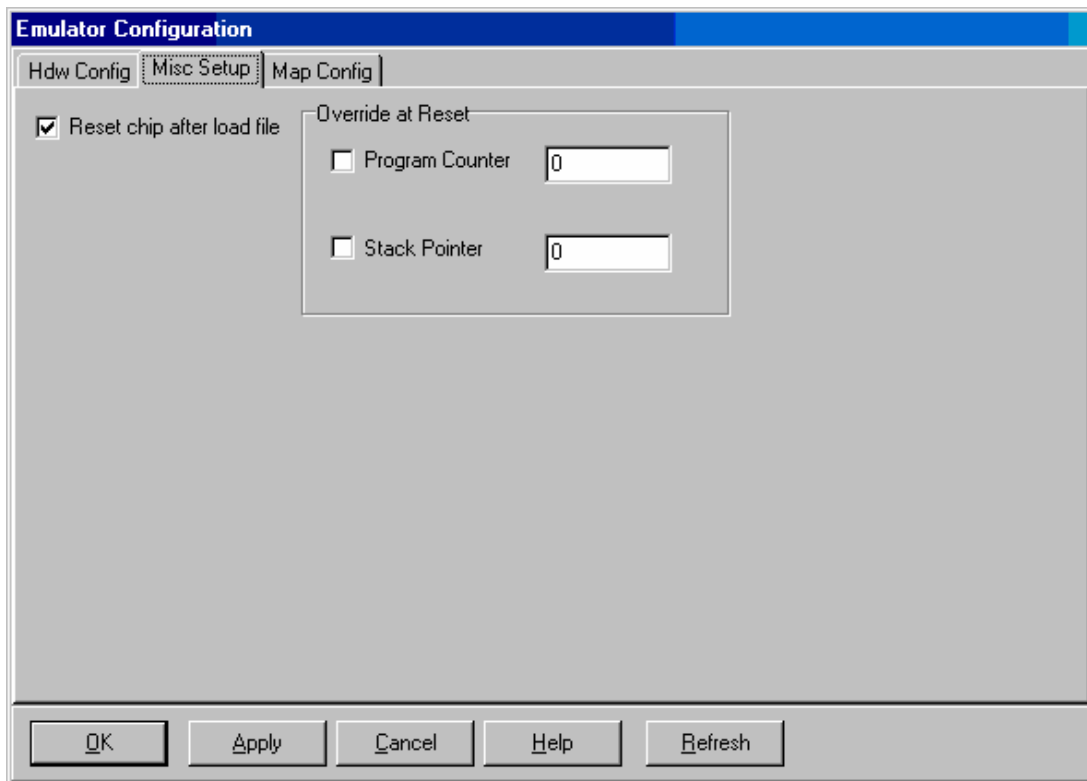 Emulator Configuration
Hdw Config Misc Setup Map Config
Reset chip after load file
Override at Reset
Program Counter 0
Stack Pointer 0
OK Apply Cancel Help Refresh